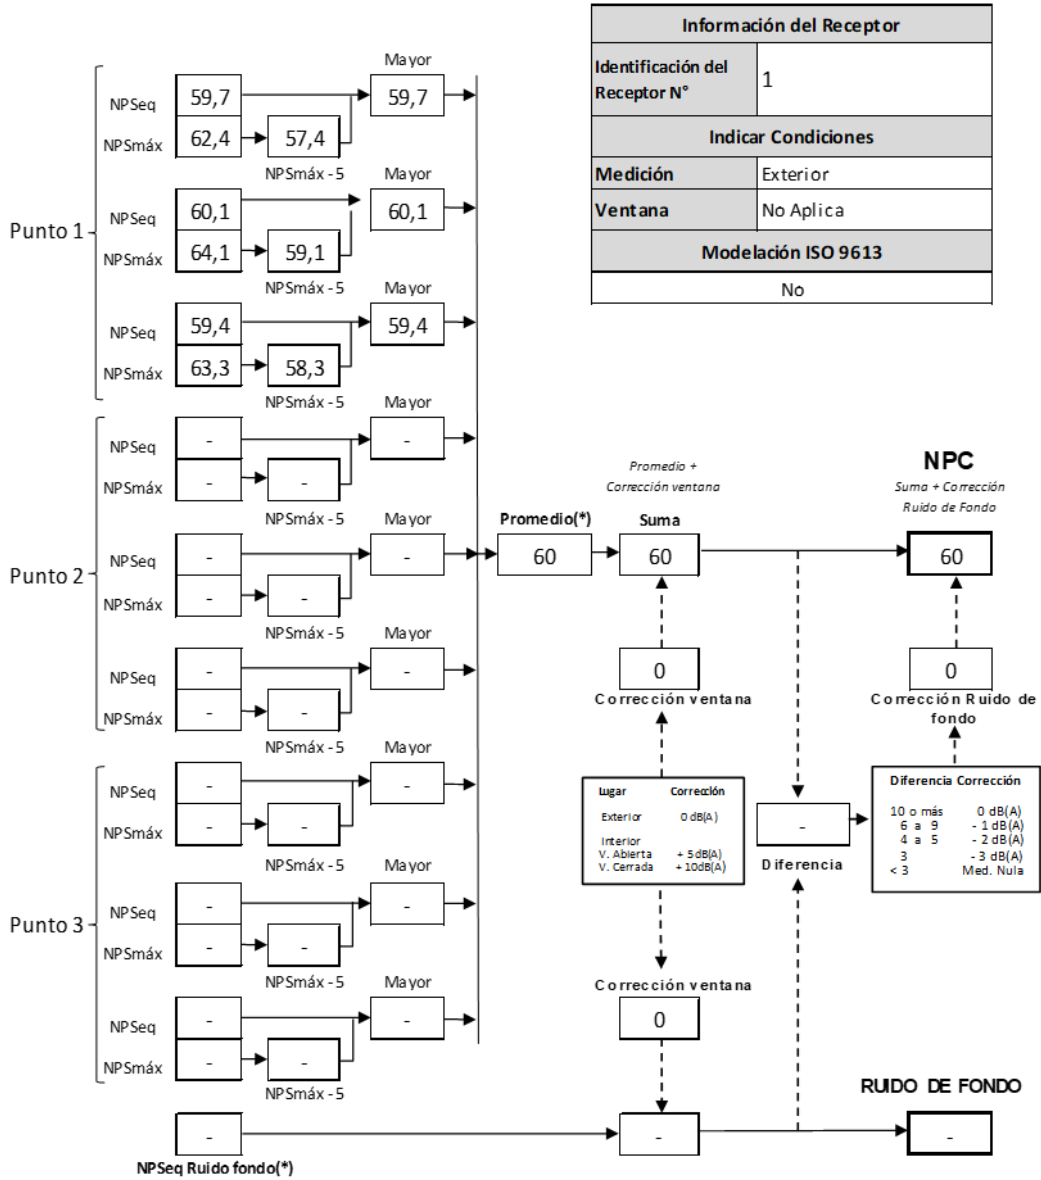 Información del Receptor
Identificación del
Receptor N°
1
Indicar Condiciones
Medición
Exterior
Ventana
No Aplica
Modelación ISO 9613
No
Punto 1
Mayor
NPSeq
59,7
59,7
NPSmáx
62,4
57,4
NPSmáx - 5
Mayor
NPSeq
60,1
60,1
NPSmáx
64,1
59,1
NPSmáx - 5
Mayor
NPSeq
59,4
59,4
NPSmáx
63,3
58,3
NPSmáx - 5
Punto 2
Mayor
NPSeq
-
-
NPSmáx
-
-
NPSmáx - 5
Mayor
NPSeq
-
-
NPSmáx
-
-
NPSmáx - 5
Mayor
NPSeq
-
-
NPSmáx
-
-
NPSmáx - 5
Punto 3
Mayor
NPSeq
-
-
NPSmáx
-
-
NPSmáx - 5
Mayor
NPSeq
-
-
NPSmáx
-
-
NPSmáx - 5
Mayor
NPSeq
-
-
NPSmáx
-
-
NPSmáx - 5
-
NPSeq Ruido fondo(*)
Promedio(*)
60
Promedio +
Corrección ventana
Suma
60
0
Corrección ventana
Lugar Corrección
Exterior 0 dB(A)
Interior
V. Abierta + 5dB(A)
V. Cerrada + 10dB(A)
Corrección ventana
0
-
-
Diferencia
NPC
Suma + Corrección
Ruido de Fondo
60
0
Corrección Ruido de
fondo
Diferencia Corrección
10 o más 0 dB(A)
6 a 9 - 1 dB(A)
4 a 5 - 2 dB(A)
3 - 3 dB(A)
< 3 Med. Nula
RUIDO DE FONDO
-